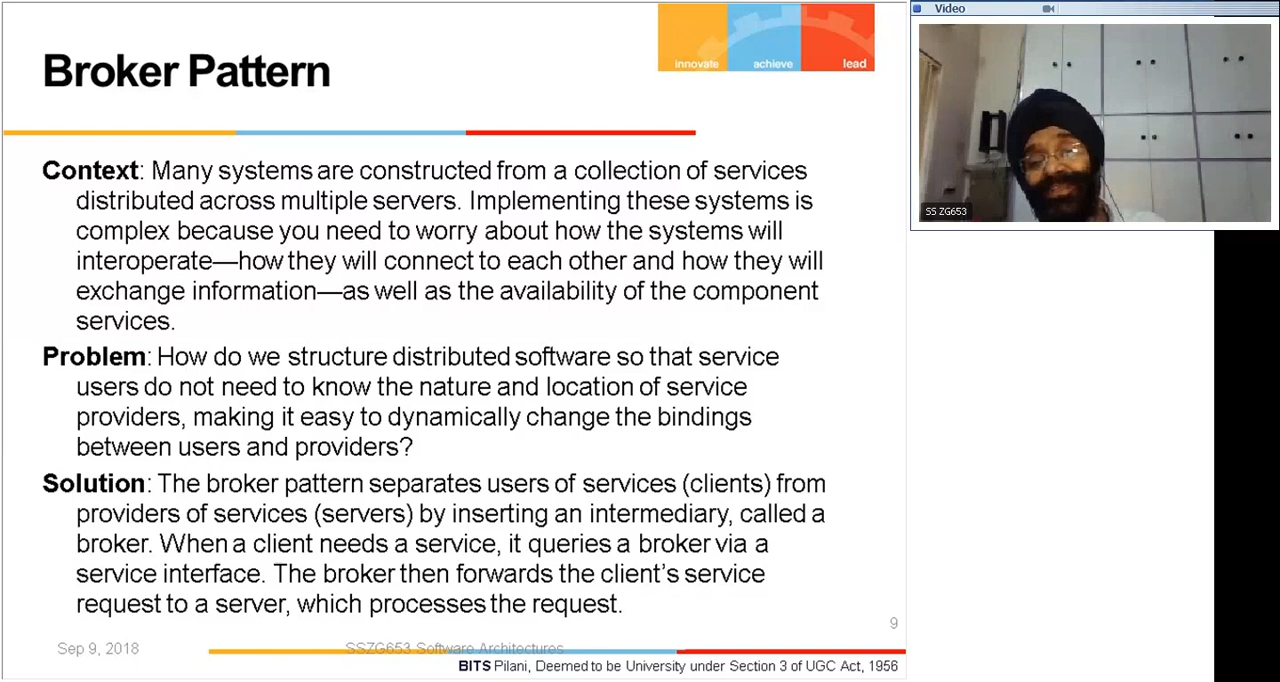 Broker Pattern
innovate achieve lead
Context: Many systems are constructed from a collection of services
distributed across multiple servers. Implementing these systems is
complex because you need to worry about how the systems will
interoperate—how they will connect to each other and how they will
exchange information—as well as the availability of the component
services.
Problem: How do we structure distributed software so that service
users do not need to know the nature and location of service
providers, making it easy to dynamically change the bindings
between users and providers?
Solution: The broker pattern separates users of services (clients) from
providers of services (servers) by inserting an intermediary, called a
broker. When a client needs a service, it queries a broker via a
service interface. The broker then forwards the client's service
request to a server, which processes the request.
9
Sep 9, 2018 SSZG653 Software Architectures
BITS Pilani, Deemed to be University under Section 3 of UGC Act, 1956
Video
SS ZG653